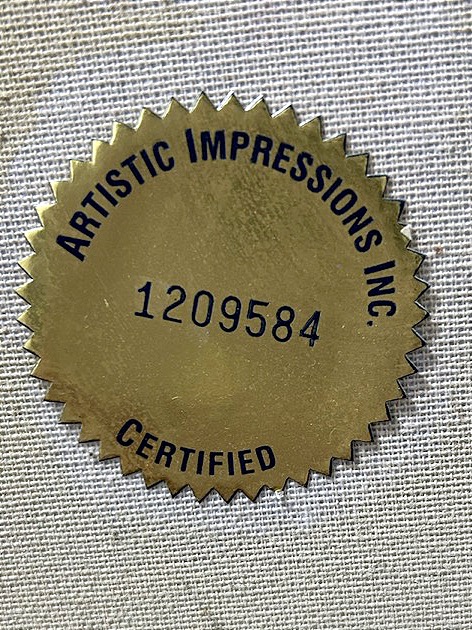 ARTISTIC IMPRESSIONS INC.
1209584
CERTIFIED